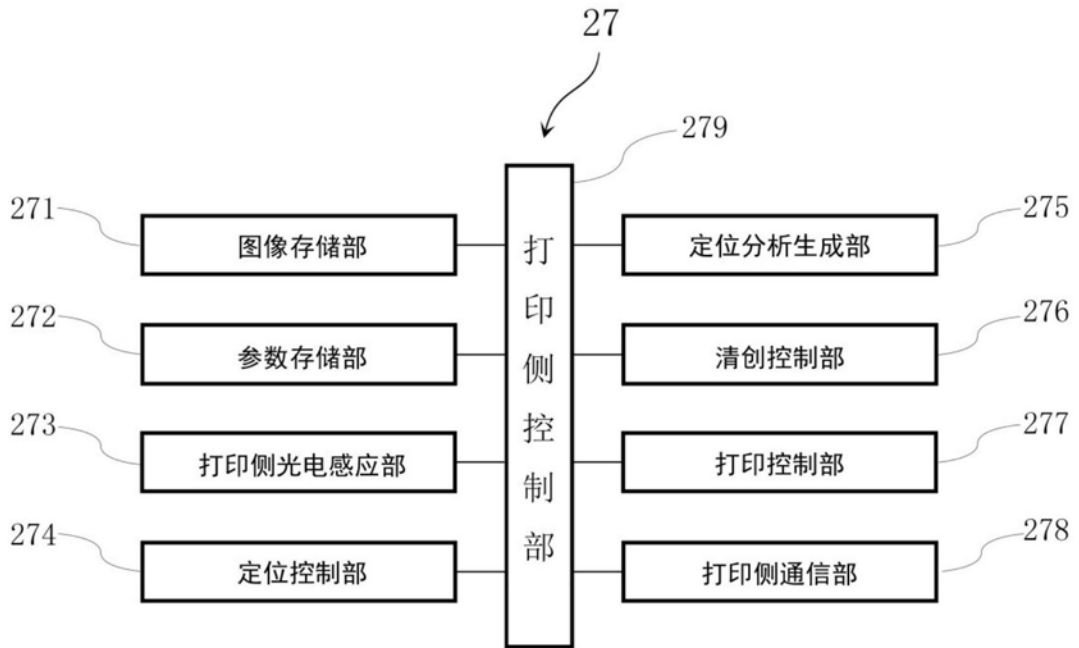 27
279
271
图像存储部
272
参数存储部
273
打印侧光电感应部
274
定位控制部
打印侧控制部
275
定位分析生成部
276
清创控制部
277
打印控制部
278
打印侧通信部